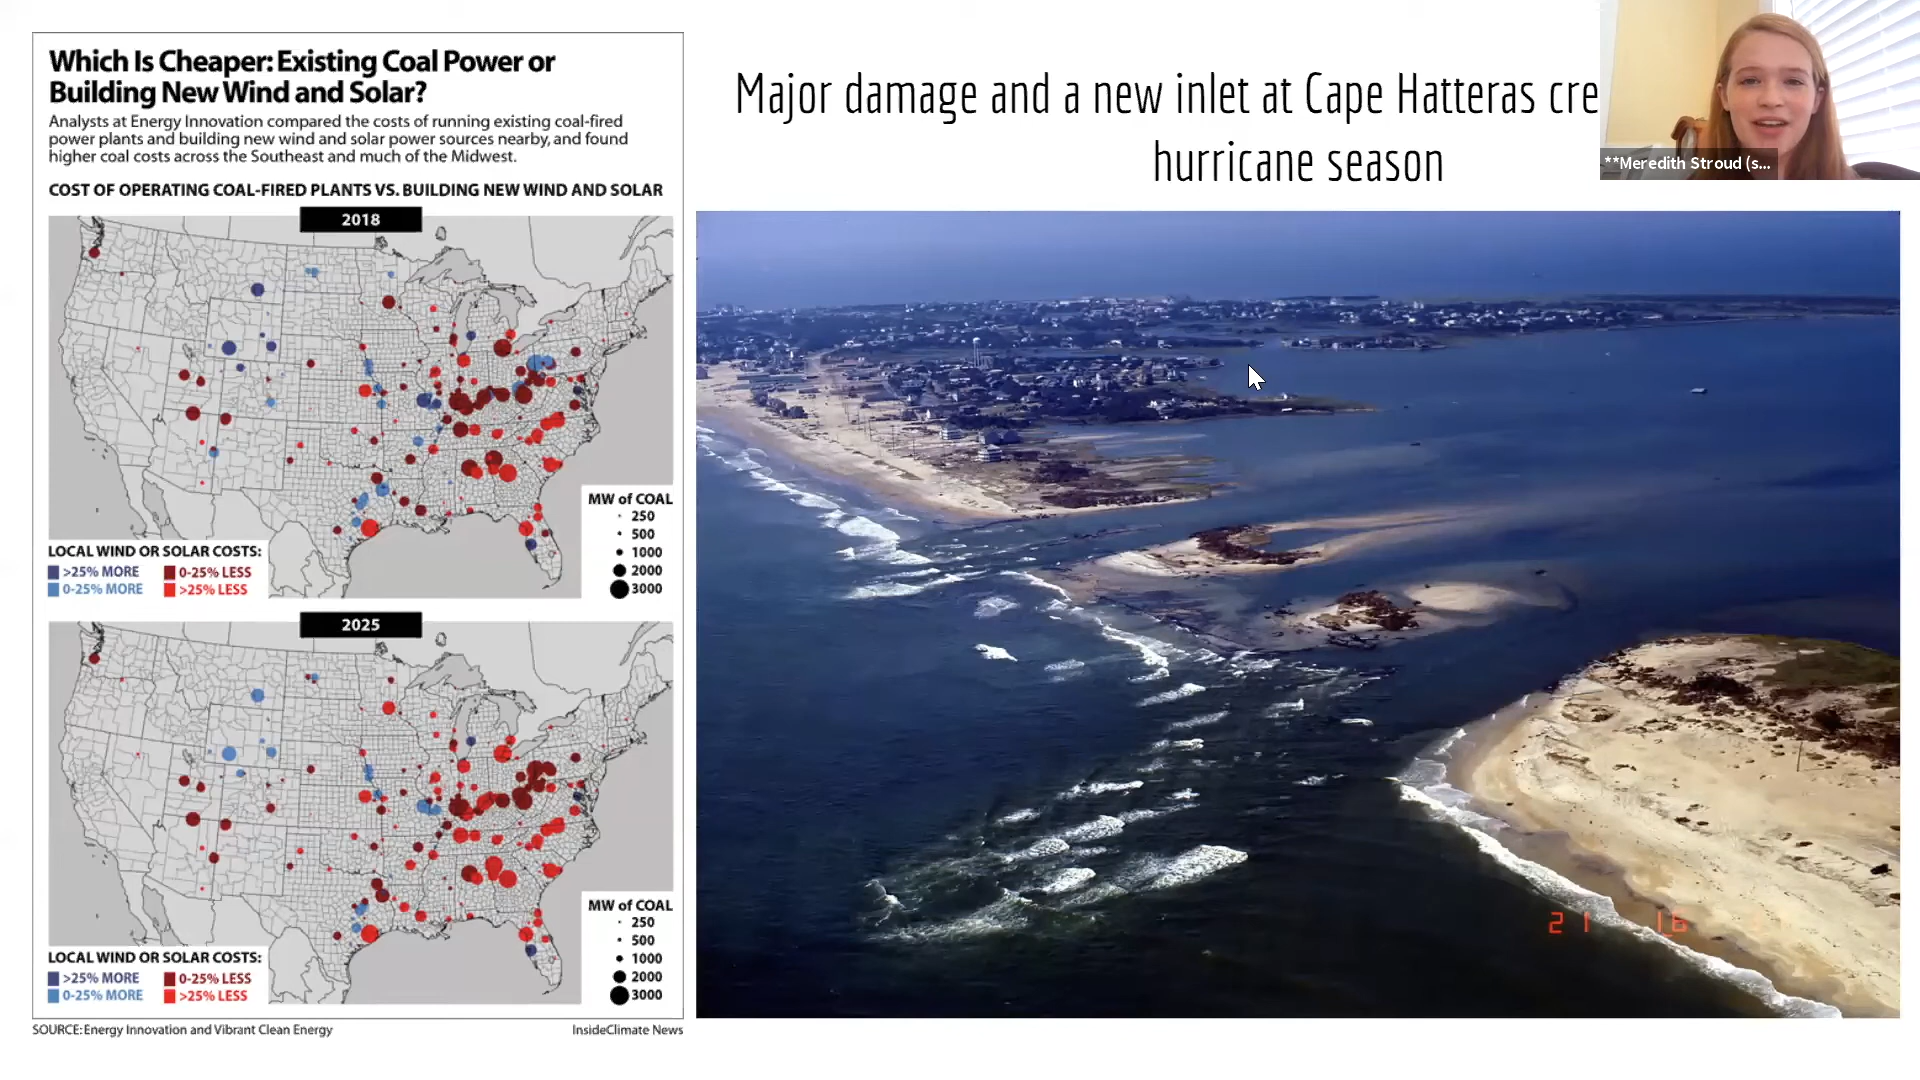 Which Is Cheaper: Existing Coal Power or
Building New Wind and Solar?
Analysts at Energy Innovation compared the costs of running existing coal-fired
power plants and building new wind and solar power sources nearby, and found
higher coal costs across the Southeast and much of the Midwest.
COST OF OPERATING COAL-FIRED PLANTS VS. BUILDING NEW WIND AND SOLAR
2018
MW of COAL
250
500
1000
2000
3000
LOCAL WIND OR SOLAR COSTS:
>25% MORE
0-25% LESS
0-25% MORE
>25% LESS
2025
MW of COAL
250
500
1000
2000
3000
LOCAL WIND OR SOLAR COSTS:
>25% MORE
0-25% LESS
0-25% MORE
>25% LESS
SOURCE: Energy Innovation and Vibrant Clean Energy
InsideClimate News
Major damage and a new inlet at Cape Hatteras cre
hurricane season
**Meredith Stroud (s...
21 16